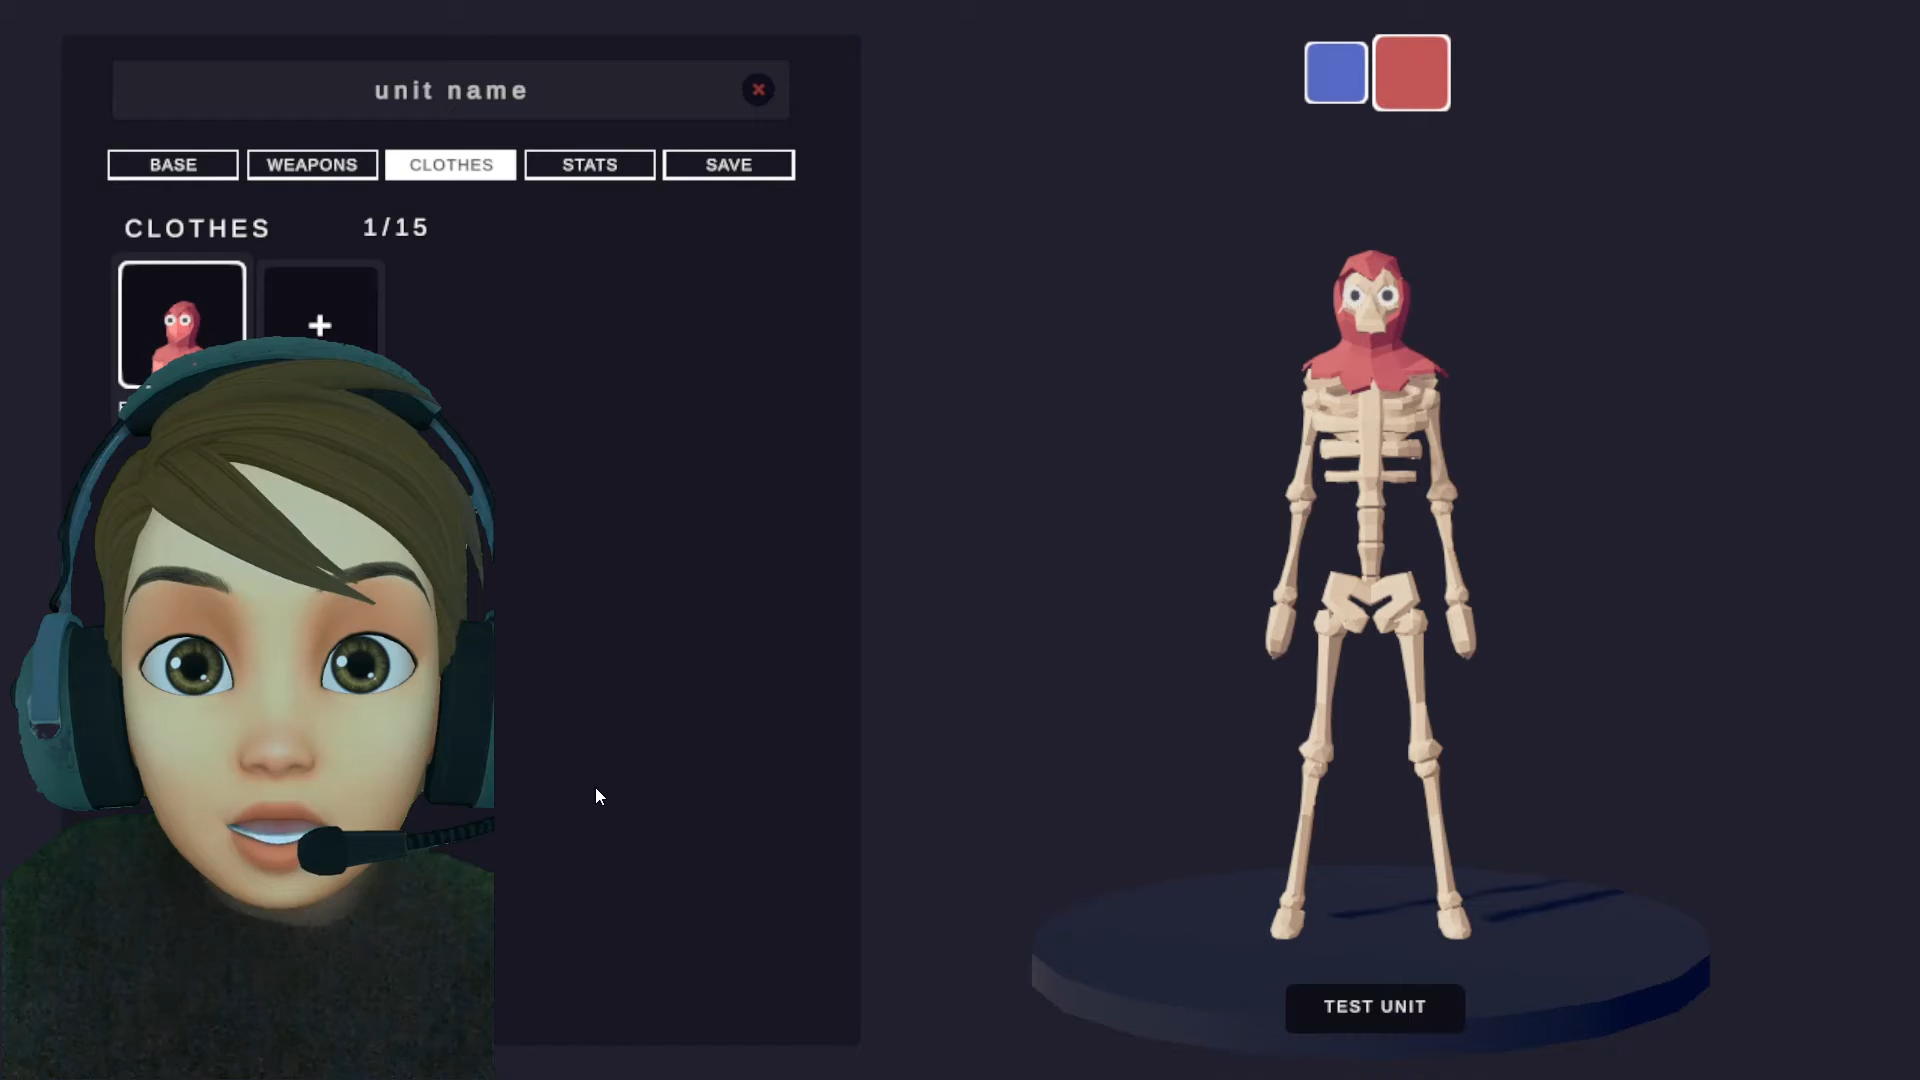 unit name
BASE
WEAPONS
CLOTHES
STATS
SAVE
CLOTHES 1/15
TEST UNIT